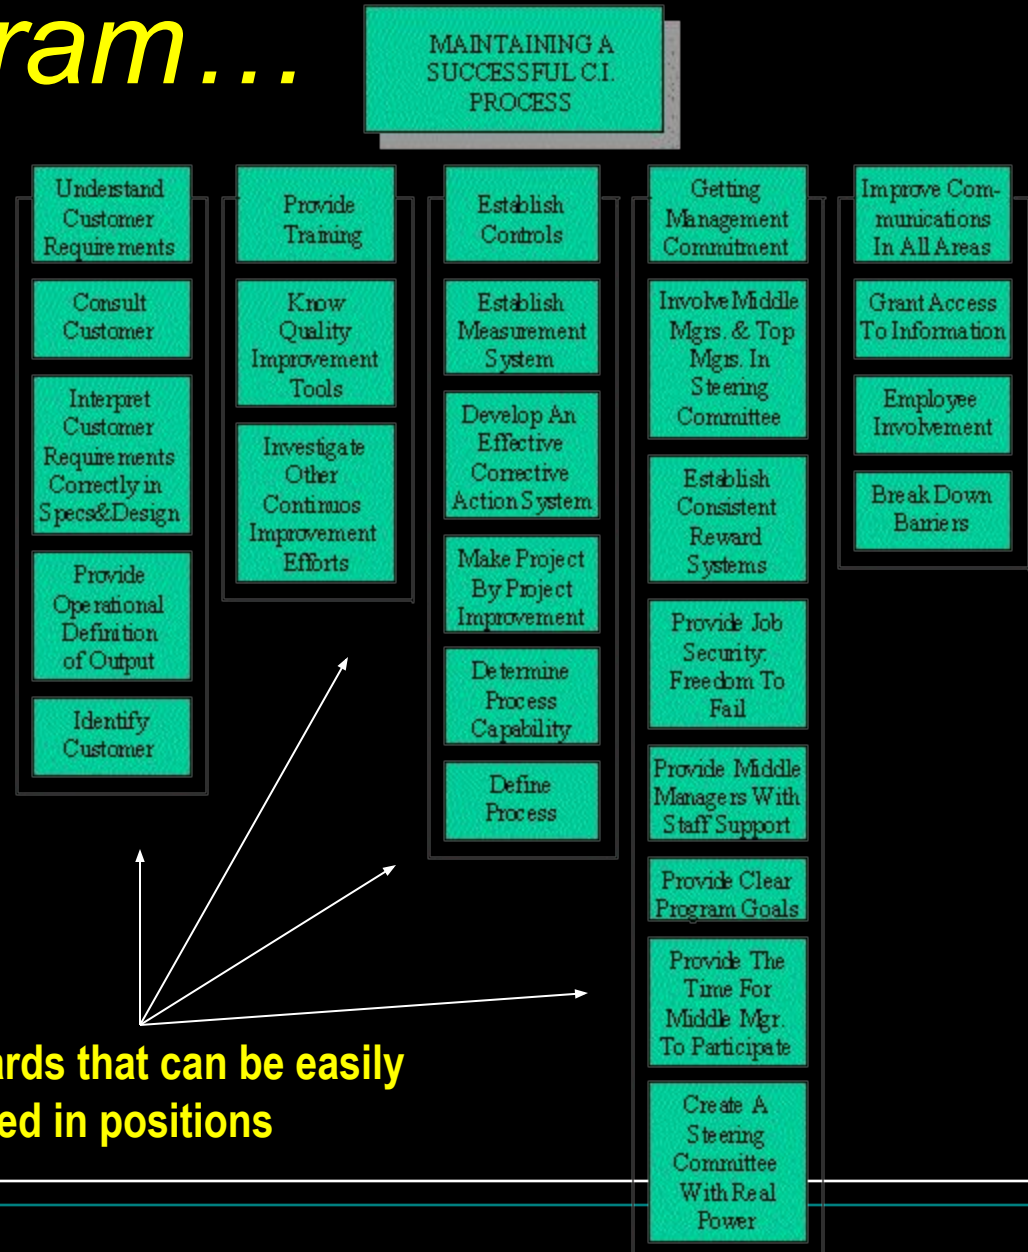 ram…
MAINTAINING A
SUCCESSFUL C.I.
PROCESS
Understand
Customer
Requirements
Consult
Customer
Interpret
Customer
Requirements
Correctly in
Specs&Design
Provide
Operational
Definition
of Output
Identify
Customer
Provide
Training
Know
Quality
Improvement
Tools
Investigate
Other
Continuos
Improvement
Efforts
Establish
Controls
Establish
Measurement
System
Develop An
Effective
Corrective
Action System
Make Project
By Project
Improvement
Determine
Process
Capability
Define
Process
Getting
Management
Commitment
Involve Middle
Mgrs. & Top
Mgrs. In
Steering
Committee
Establish
Consistent
Reward
Systems
Provide Job
Security:
Freedom To
Fail
Provide Middle
Managers With
Staff Support
Provide Clear
Program Goals
Provide The
Time For
Middle Mgr.
To Participate
Create A
Steering
Committee
With Real
Power
Improve Com-
munications
In All Areas
Grant Access
To Information
Employee
Involvement
Break Down
Barriers
ards that can be easily
ed in positions